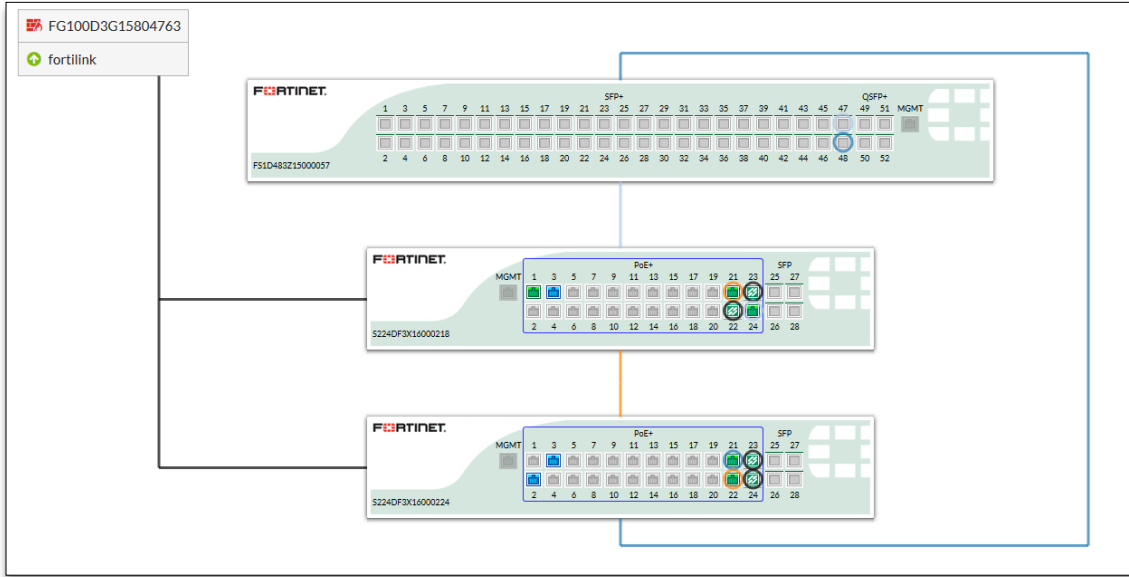 FG100D3G15804763
fortilink
FORTINET.
SFP+ QSFP+
1 3 5 7 9 11 13 15 17 19 21 23 25 27 29 31 33 35 37 39 41 43 45 47 49 51 MGMT
2 4 6 8 10 12 14 16 18 20 22 24 26 28 30 32 34 36 38 40 42 44 46 48 50 52
FS1D483Z15000057
FORTINET.
PoE+ SFP
MGMT 1 3 5 7 9 11 13 15 17 19 21 23 25 27
2 4 6 8 10 12 14 16 18 20 22 24 26 28
S224DF3X16000218
FORTINET.
PoE+ SFP
MGMT 1 3 5 7 9 11 13 15 17 19 21 23 25 27
2 4 6 8 10 12 14 16 18 20 22 24 26 28
S224DF3X16000224